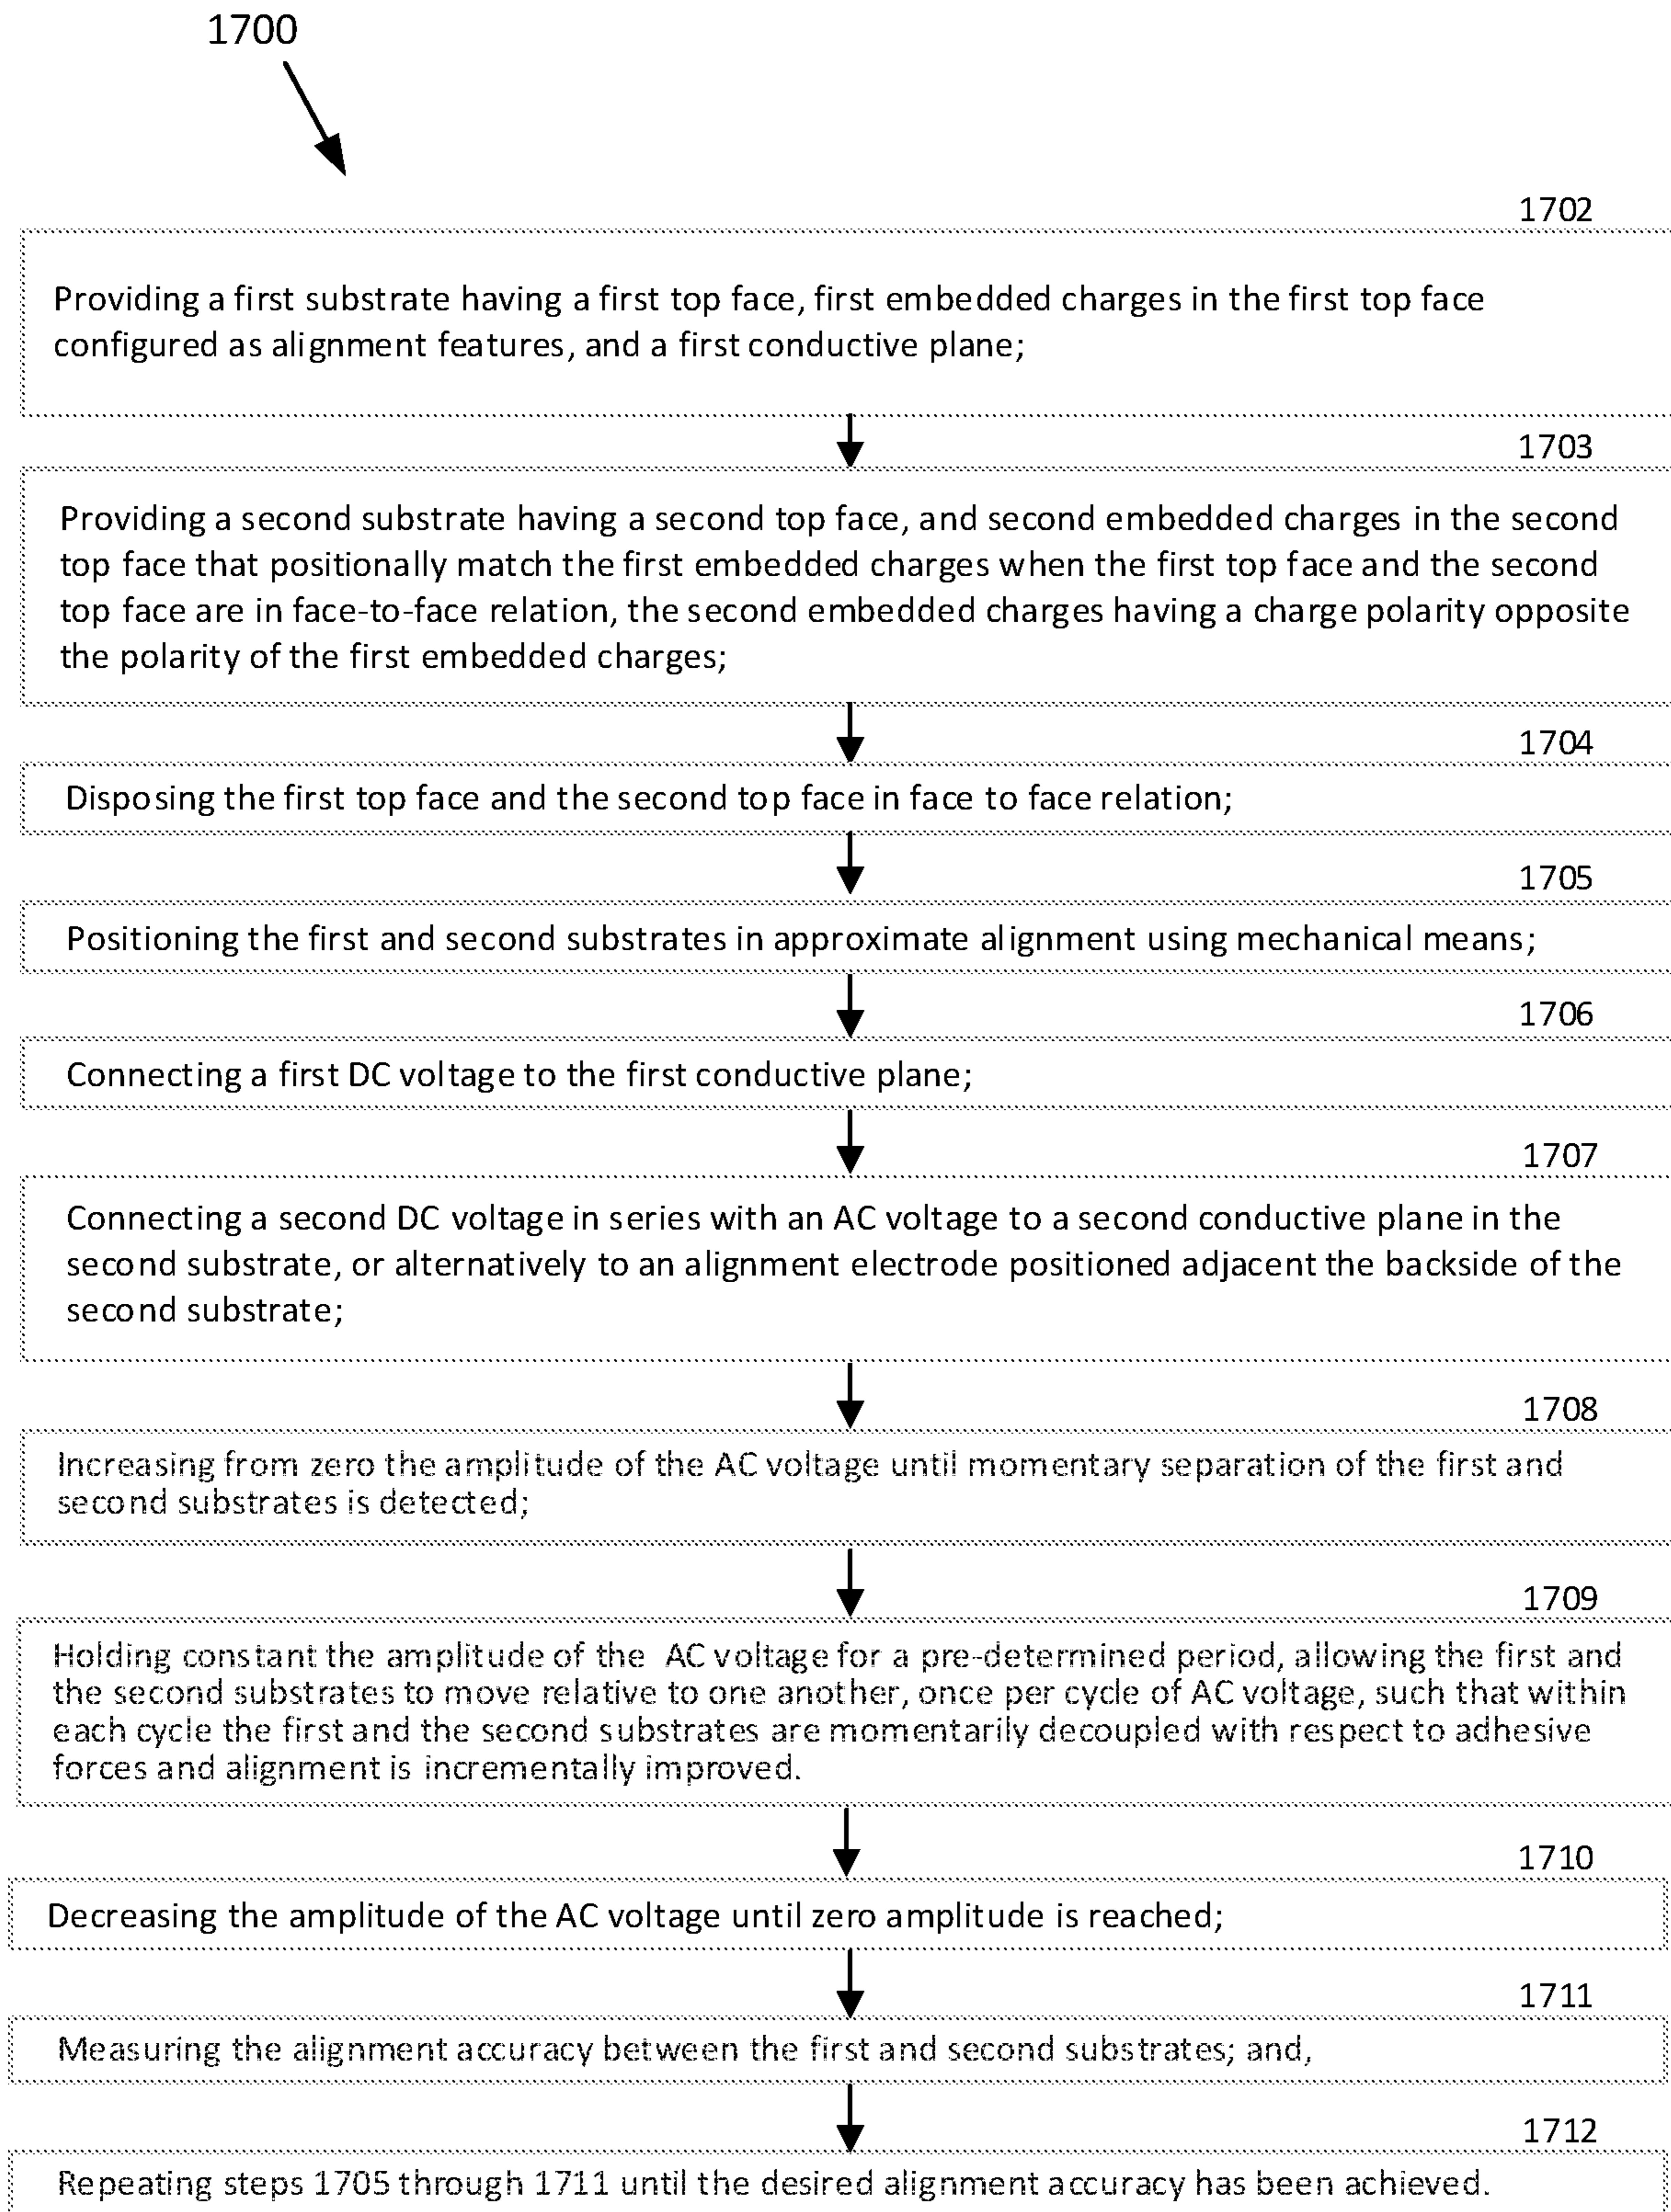 1700
1702
Providing a first substrate having a first top face, first embedded charges in the first top face
configured as alignment features, and a first conductive plane;
1703
Providing a second substrate having a second top face, and second embedded charges in the second
top face that positionally match the first embedded charges when the first top face and the second
top face are in face-to-face relation, the second embedded charges having a charge polarity opposite
the polarity of the first embedded charges;
1704
Disposing the first top face and the second top face in face to face relation;
1705
Positioning the first and second substrates in approximate alignment using mechanical means;
1706
Connecting a first DC voltage to the first conductive plane;
1707
Connecting a second DC voltage in series with an AC voltage to a second conductive plane in the
second substrate, or alternatively to an alignment electrode positioned adjacent the backside of the
second substrate;
1708
Increasing from zero the amplitude of the AC voltage until momentary separation of the first and
second substrates is detected;
1709
Holding constant the amplitude of the AC voltage for a pre-determined period, allowing the first and
the second substrates to move relative to one another, once per cycle of AC voltage, such that within
each cycle the first and the second substrates are momentarily decoupled with respect to adhesive
forces and alignment is incrementally improved.
1710
Decreasing the amplitude of the AC voltage until zero amplitude is reached;
1711
Measuring the alignment accuracy between the first and second substrates; and,
1712
Repeating steps 1705 through 1711 until the desired alignment accuracy has been achieved.